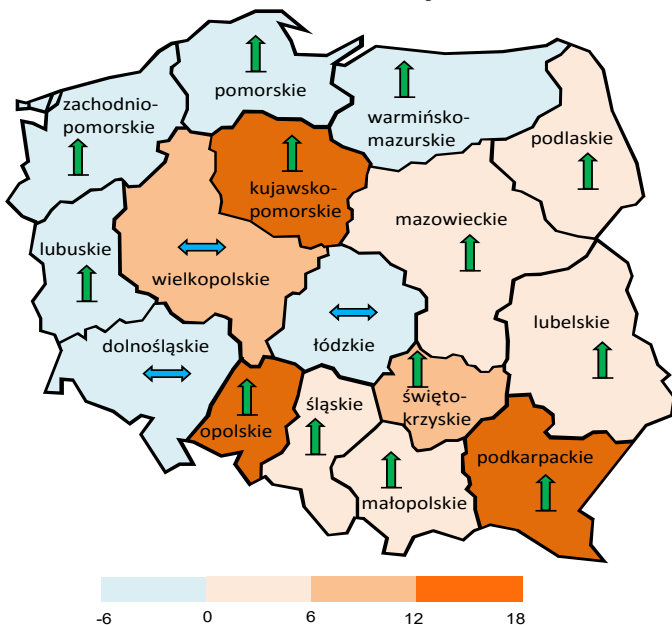 pomorskie
zachodnio-
pomorskie
warmińsko-
mazurskie
podlaskie
kujawsko-
pomorskie
mazowieckie
lubuskie
wielkopolskie
dolnośląskie
łódzkie
lubelskie
opolskie
śląskie
święto-
krzyskie
podkarpackie
małopolskie
-6 0 6 12 18